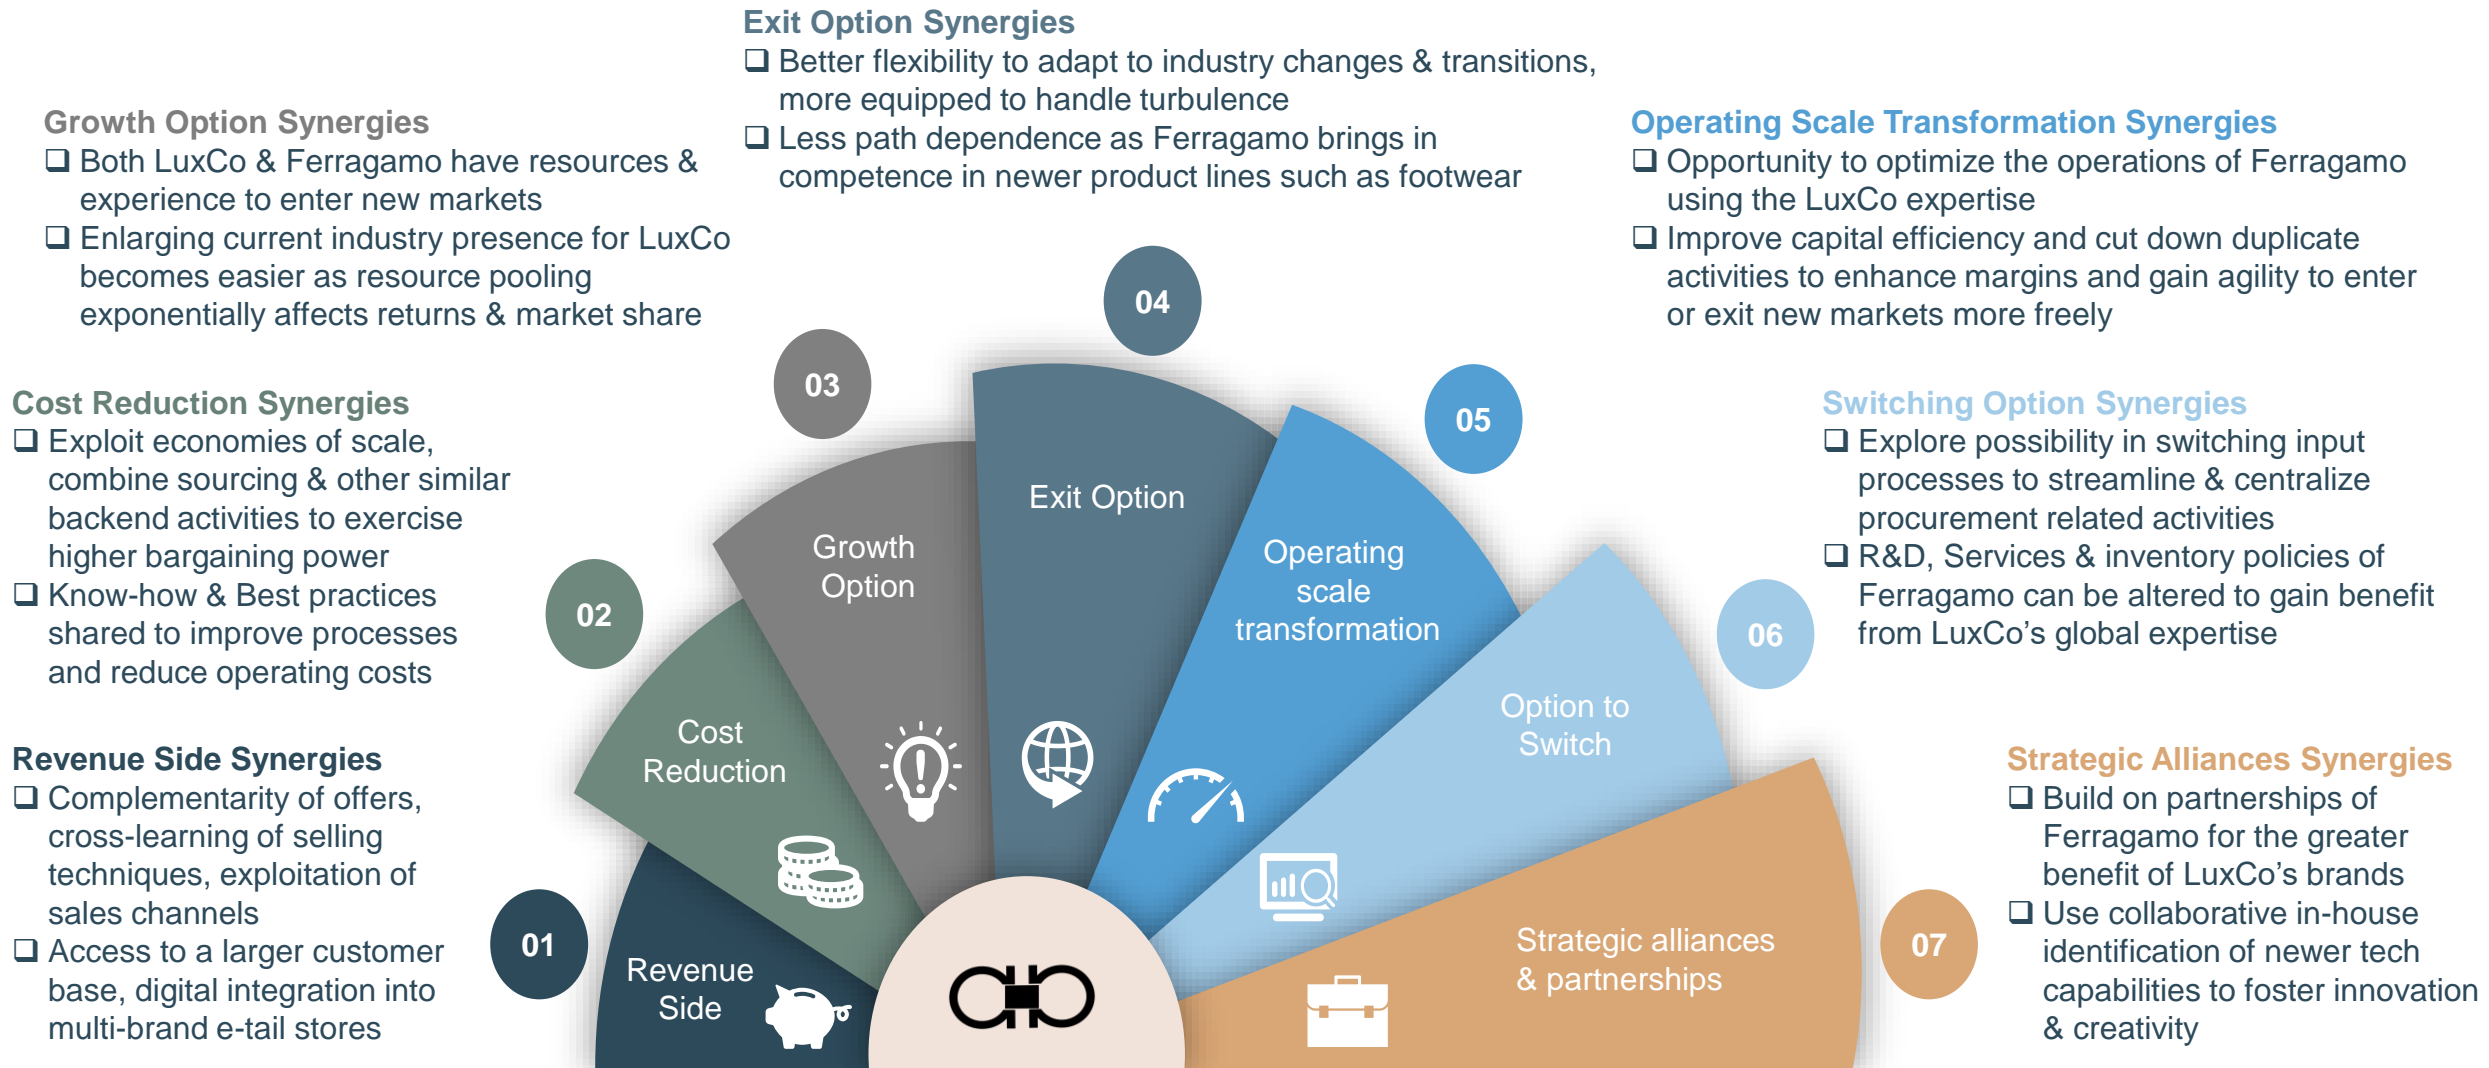 Exit Option Synergies
❑ Better flexibility to adapt to industry changes & transitions,
more equipped to handle turbulence
❑ Less path dependence as Ferragamo brings in
competence in newer product lines such as footwear
Growth Option Synergies
❑ Both LuxCo & Ferragamo have resources &
experience to enter new markets
❑ Enlarging current industry presence for LuxCo
becomes easier as resource pooling
exponentially affects returns & market share
Operating Scale Transformation Synergies
❑ Opportunity to optimize the operations of Ferragamo
using the LuxCo expertise
❑ Improve capital efficiency and cut down duplicate
activities to enhance margins and gain agility to enter
or exit new markets more freely
Cost Reduction Synergies
❑ Exploit economies of scale,
combine sourcing & other similar
backend activities to exercise
higher bargaining power
❑ Know-how & Best practices
shared to improve processes
and reduce operating costs
Switching Option Synergies
❑ Explore possibility in switching input
processes to streamline & centralize
procurement related activities
❑ R&D, Services & inventory policies of
Ferragamo can be altered to gain benefit
from LuxCo’s global expertise
Revenue Side Synergies
❑ Complementarity of offers,
cross-learning of selling
techniques, exploitation of
sales channels
❑ Access to a larger customer
base, digital integration into
multi-brand e-tail stores
Strategic Alliances Synergies
❑ Build on partnerships of
Ferragamo for the greater
benefit of LuxCo’s brands
❑ Use collaborative in-house
identification of newer tech
capabilities to foster innovation
& creativity
01
02
03
04
05
06
07
Revenue
Side
Cost
Reduction
Growth
Option
Exit Option
Operating
scale
transformation
Option to
Switch
Strategic alliances
& partnerships